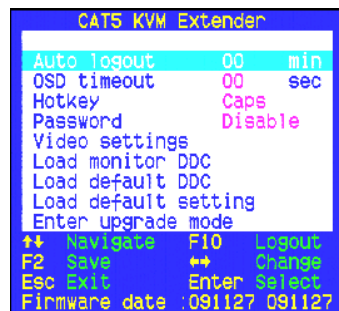 CAT5 KVM Extender
Auto logout 00 min
OSD timeout 00 sec
Hotkey Caps
Password Disable
Video settings
Load monitor DDC
Load default DDC
Load default setting
Enter upgrade mode
↑↓ Navigate F10 Logout
F2 Save ↔ Change
Esc Exit Enter Select
Firmware date :091127 091127